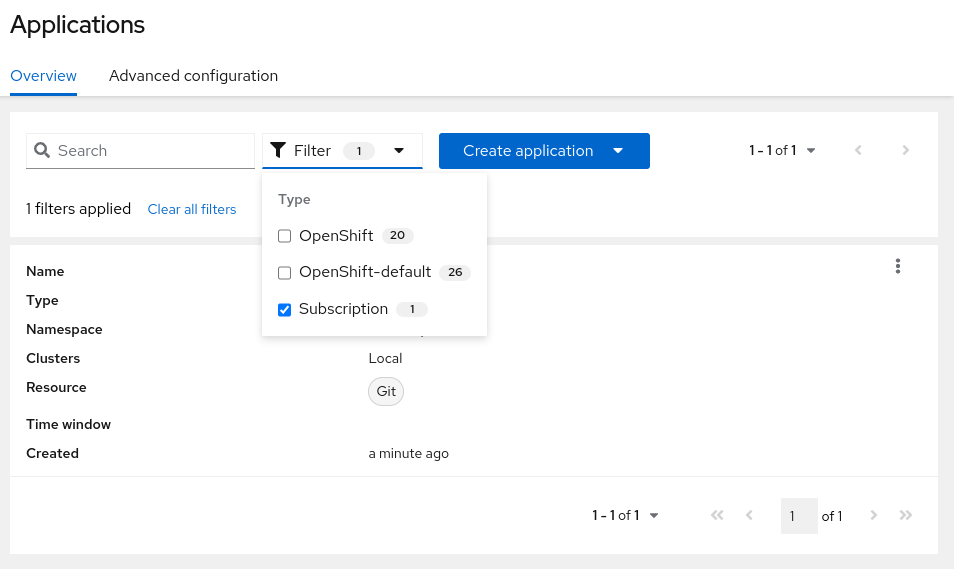 Applications
Overview Advanced configuration
Search Filter 1 Create application 1 - 1 of 1
1 filters applied Clear all filters
Type
OpenShift 20
OpenShift-default 26
Subscription 1
Name
Type
Namespace
Clusters Local
Resource Git
Time window
Created a minute ago
1 - 1 of 1 1 of 1